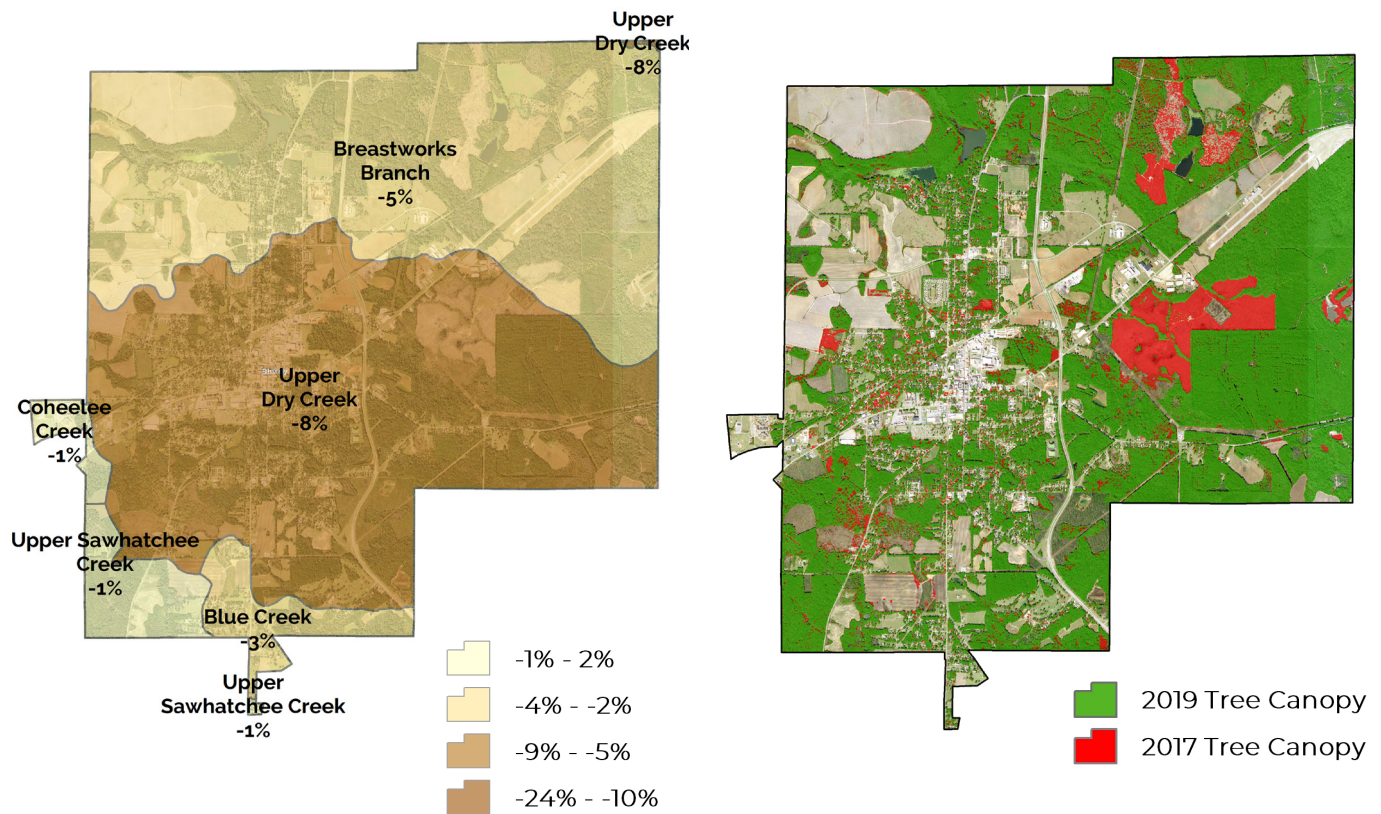 Upper
Dry Creek
-8%
Breastworks
Branch
-5%
Upper
Dry Creek
-8%
Coheelee
Creek
-1%
Upper Sawhatchee
Creek
-1%
Blue Creek
-3%
Upper
Sawhatchee Creek
-1%
-1% - 2%
-4% - -2%
-9% - -5%
-24% - -10%
2019 Tree Canopy
2017 Tree Canopy